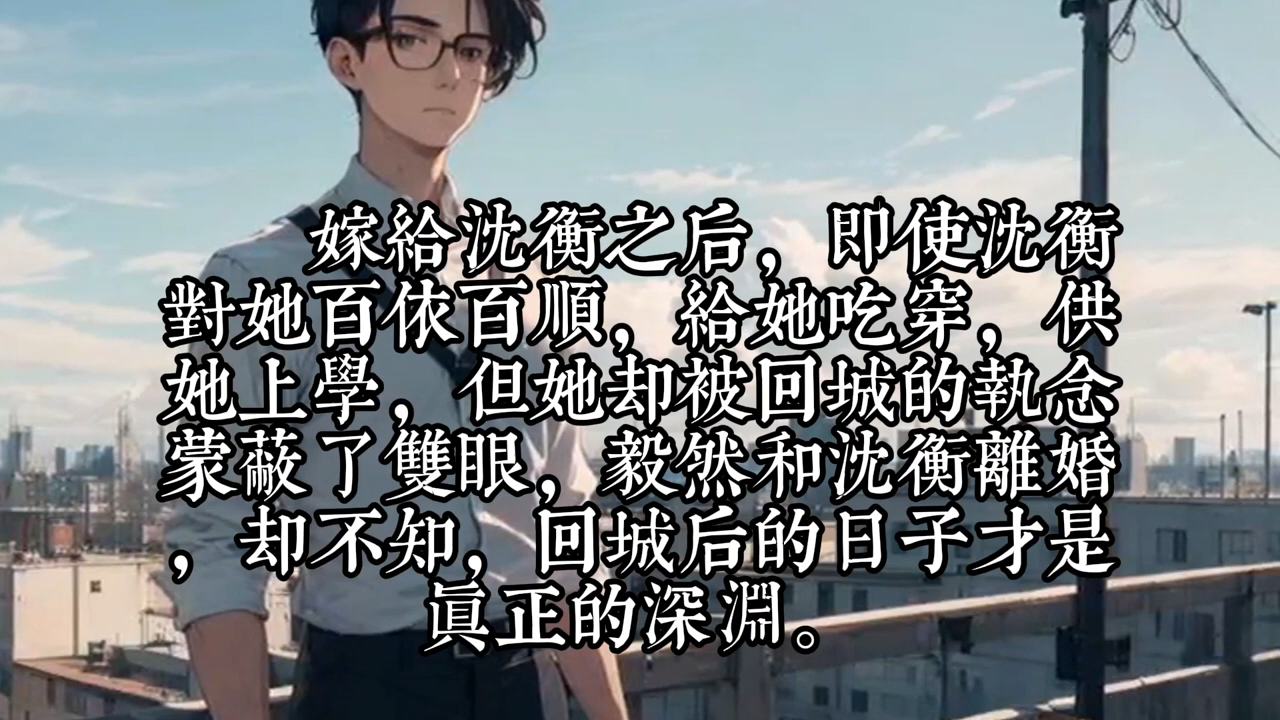 嫁給沈衡之后，即使沈衡
對她百依百順，給她吃穿，供
她上學，但她却被回城的執念
蒙蔽了雙眼，毅然和沈衡離婚
，却不知，回城后的日子才是
眞正的深淵。